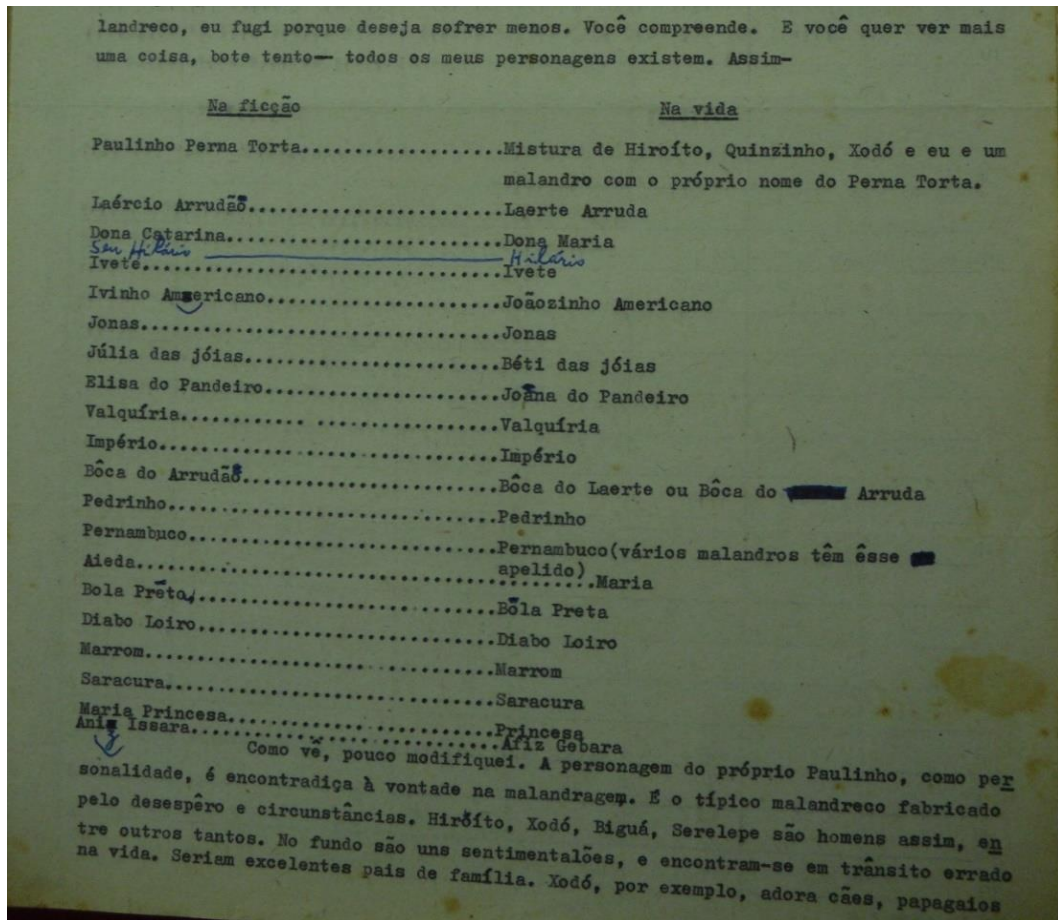 landreco, eu fugi porque deseja sofrer menos. Você compreende. E você quer ver mais
uma coisa, bote tento— todos os meus personagens existem. Assim-
Na ficção Na vida
Paulinho Perna Torta...................Mistura de Hiroíto, Quinzinho, Xodó e eu e um
malandro com o próprio nome do Perna Torta.
Laércio Arrudão........................Laerte Arruda
Dona Catarina..........................Dona Maria
Seu Hilário ——— Hilário
Ivete..................................Ivete
Ivinho Americano.......................Joãozinho Americano
Jonas..................................Jonas
Júlia das jóias........................Béti das jóias
Elisa do Pandeiro......................Joana do Pandeiro
Valquíria........... ..................Valquíria
Império................................Império
Bôca do Arrudão........................Bôca do Laerte ou Bôca do Arruda
Pedrinho...............................Pedrinho
Pernambuco.............................Pernambuco(vários malandros têm êsse
apelido)
Aieda...........................................Maria
Bola Preta.............................Bola Preta
Diabo Loiro............................Diabo Loiro
Marrom.................................Marrom
Saracura...............................Saracura
Maria Princesa.........................Princesa
Aniz Issara............................Afiz Gebara
Como vê, pouco modifiquei. A personagem do próprio Paulinho, como per
sonalidade, é encontradiça à vontade na malandragem. É o típico malandreco fabricado
pelo desespêro e circunstâncias. Hiroíto, Xodó, Biguá, Serelepe são homens assim, en
tre outros tantos. No fundo são uns sentimentalões, e encontram-se em trânsito errado
na vida. Seriam excelentes pais de família. Xodó, por exemplo, adora cães, papagaios